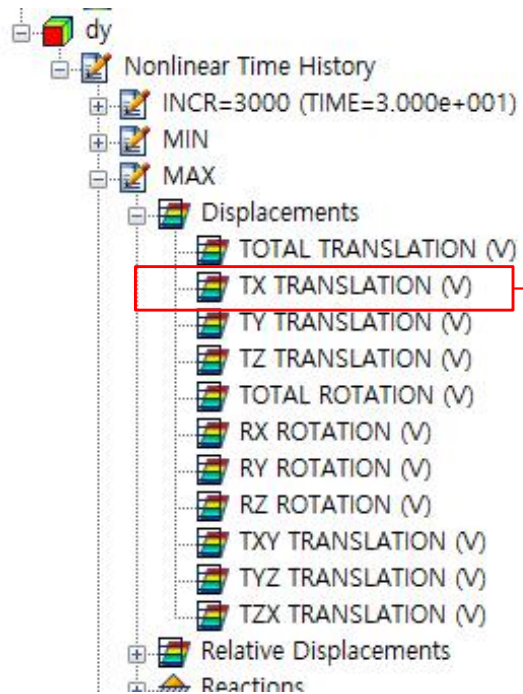 dy
Nonlinear Time History
INCR=3000 (TIME=3.000e+001)
MIN
MAX
Displacements
TOTAL TRANSLATION (V)
TX TRANSLATION (V)
TY TRANSLATION (V)
TZ TRANSLATION (V)
TOTAL ROTATION (V)
RX ROTATION (V)
RY ROTATION (V)
RZ ROTATION (V)
TXY TRANSLATION (V)
TYZ TRANSLATION (V)
TZX TRANSLATION (V)
Relative Displacements
Reactions